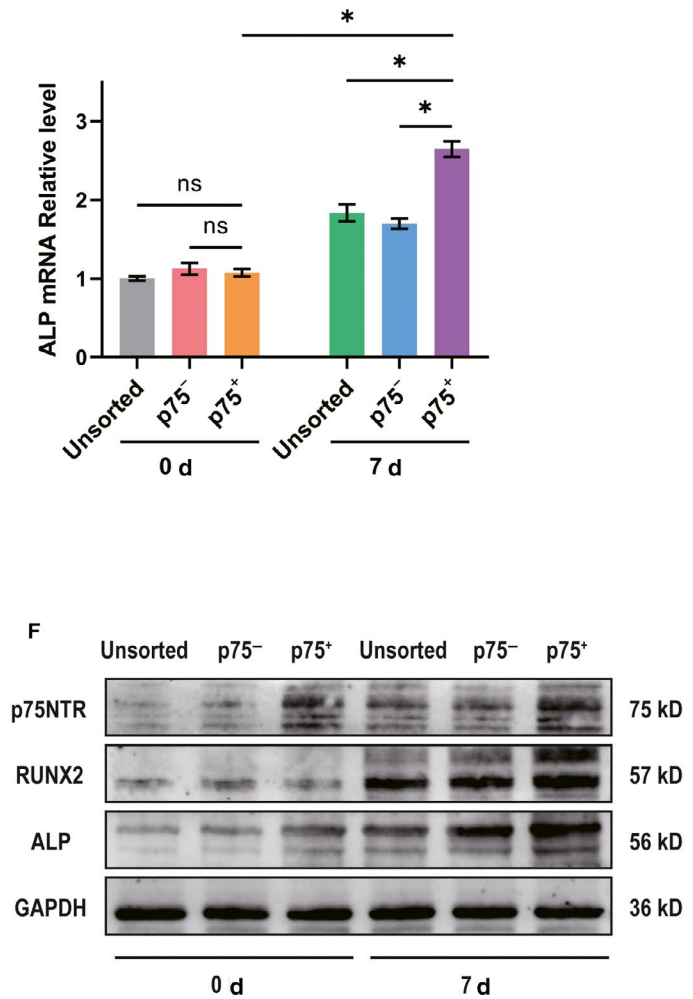 *
*
*
ALP mRNA Relative level
3
2
1
0
ns
ns
Unsorted
p75⁻
p75⁺
Unsorted
p75⁻
p75⁺
0 d
7 d
F
Unsorted p75⁻ p75⁺ Unsorted p75⁻ p75⁺
p75NTR 75 kD
RUNX2 57 kD
ALP 56 kD
GAPDH 36 kD
0 d 7 d